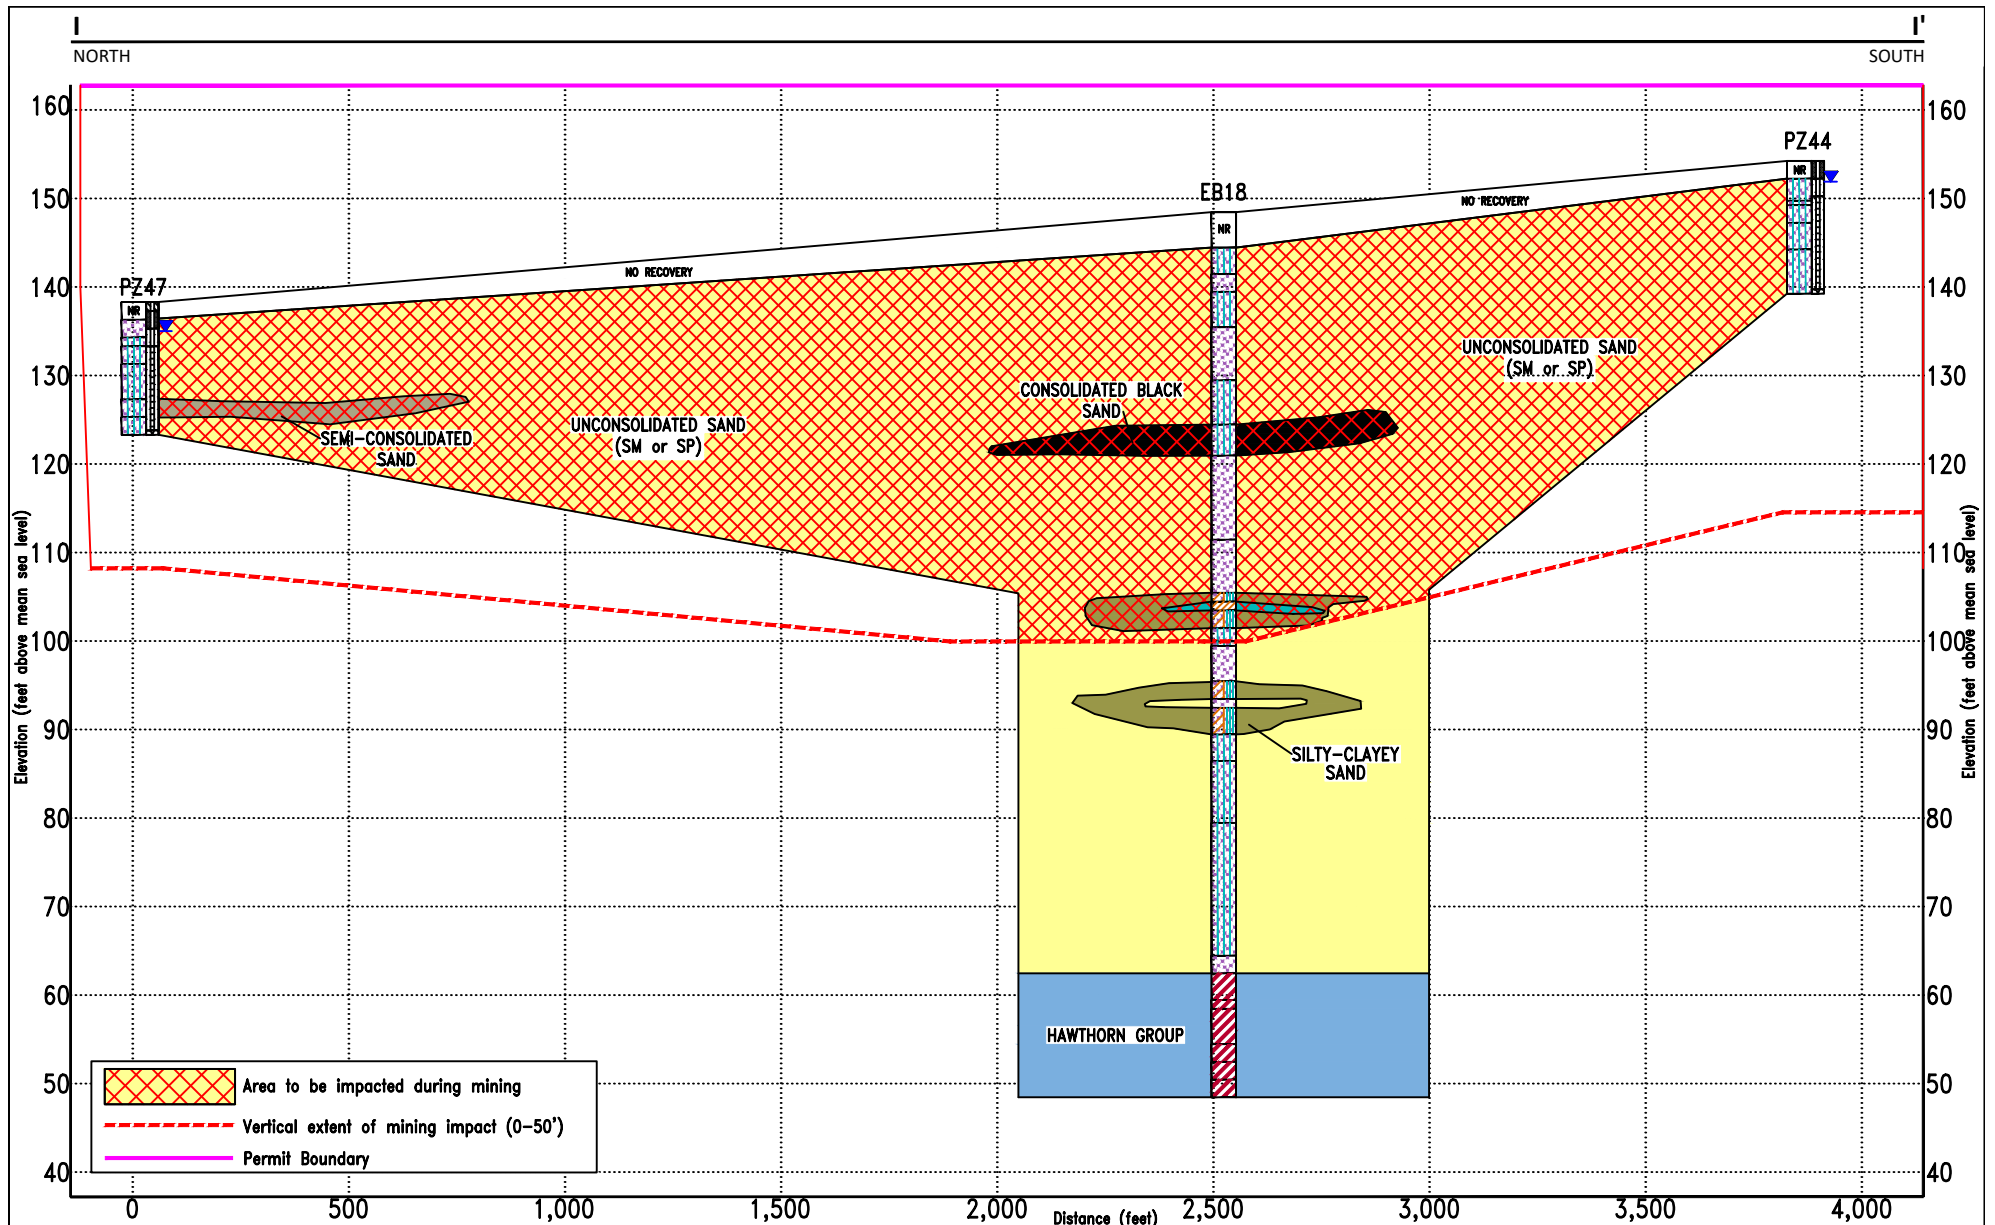 I I'
NORTH SOUTH
PZ44
EB18
PZ47
NR
NR
NR
NO RECOVERY
NO RECOVERY
160 160
150 150
140 140
130 130
120 120
110 110
100 100
90 90
80 80
70 70
60 60
50 50
40 40
UNCONSOLIDATED SAND
(SM or SP)
CONSOLIDATED BLACK
SAND
UNCONSOLIDATED SAND
(SM or SP)
SEMI-CONSOLIDATED
SAND
SILTY-CLAYEY
SAND
HAWTHORN GROUP
Elevation (feet above mean sea level)
Elevation (feet above mean sea level)
Area to be impacted during mining
Vertical extent of mining impact (0-50')
Permit Boundary
0 500 1,000 1,500 2,000 2,500 3,000 3,500 4,000
Distance (feet)